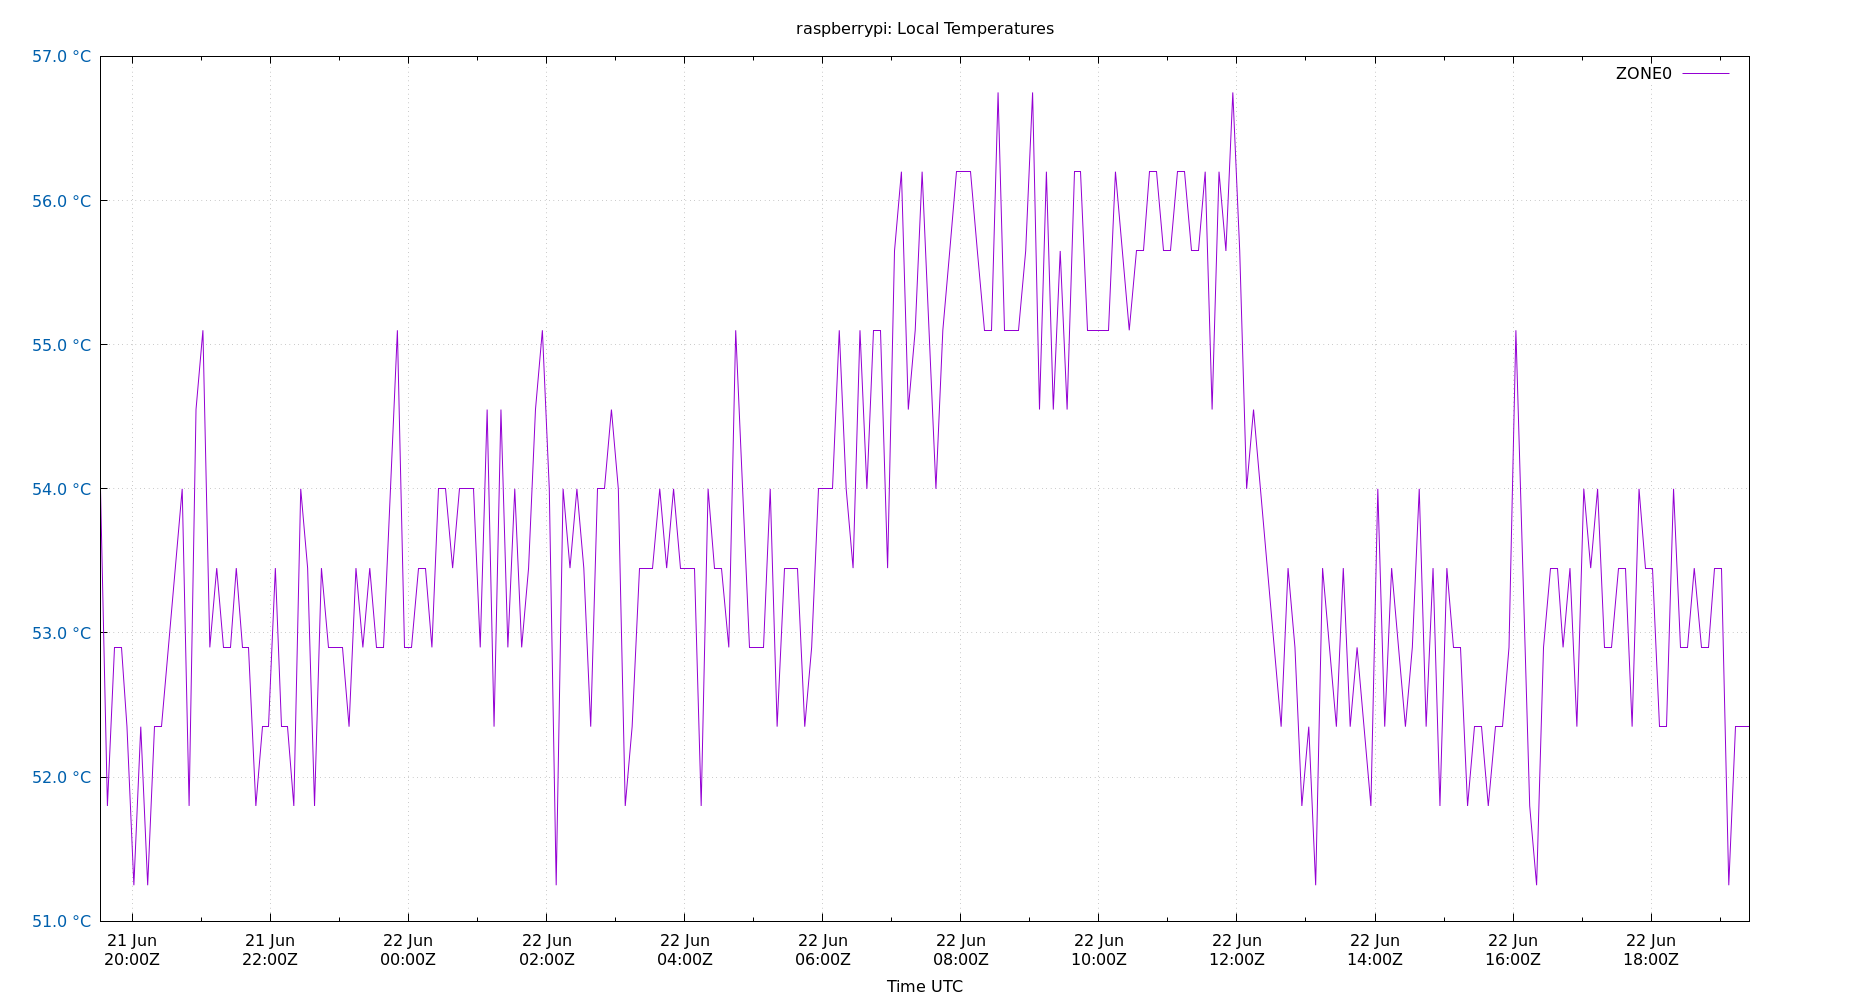 raspberrypi: Local Temperatures
57.0 °C
ZONE0
56.0 °C
55.0 °C
54.0 °C
53.0 °C
52.0 °C
51.0 °C
21 Jun 21 Jun 22 Jun 22 Jun 22 Jun 22 Jun 22 Jun 22 Jun 22 Jun 22 Jun 22 Jun 22 Jun
20:00Z 22:00Z 00:00Z 02:00Z 04:00Z 06:00Z 08:00Z 10:00Z 12:00Z 14:00Z 16:00Z 18:00Z
Time UTC